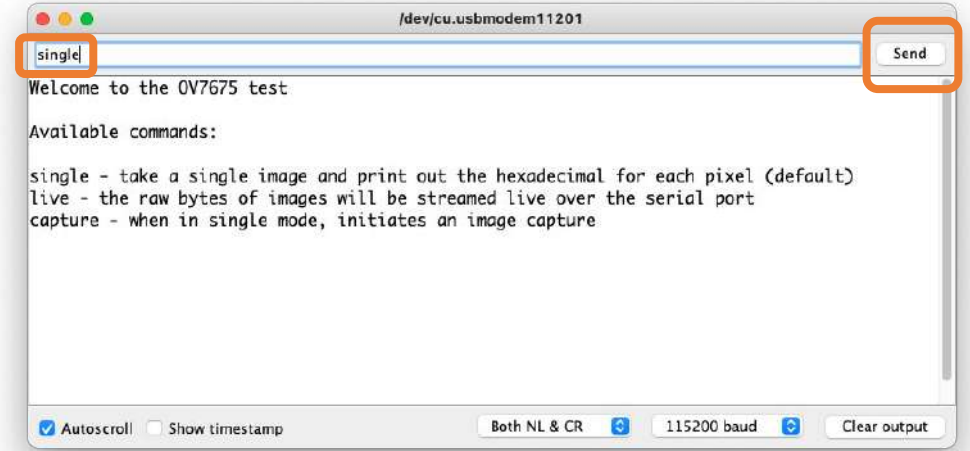 /dev/cu.usbmodem11201
single
Send
Welcome to the OV7675 test
Available commands:
single - take a single image and print out the hexadecimal for each pixel (default)
live - the raw bytes of images will be streamed live over the serial port
capture - when in single mode, initiates an image capture
Autoscroll Show timestamp Both NL & CR 115200 baud Clear output